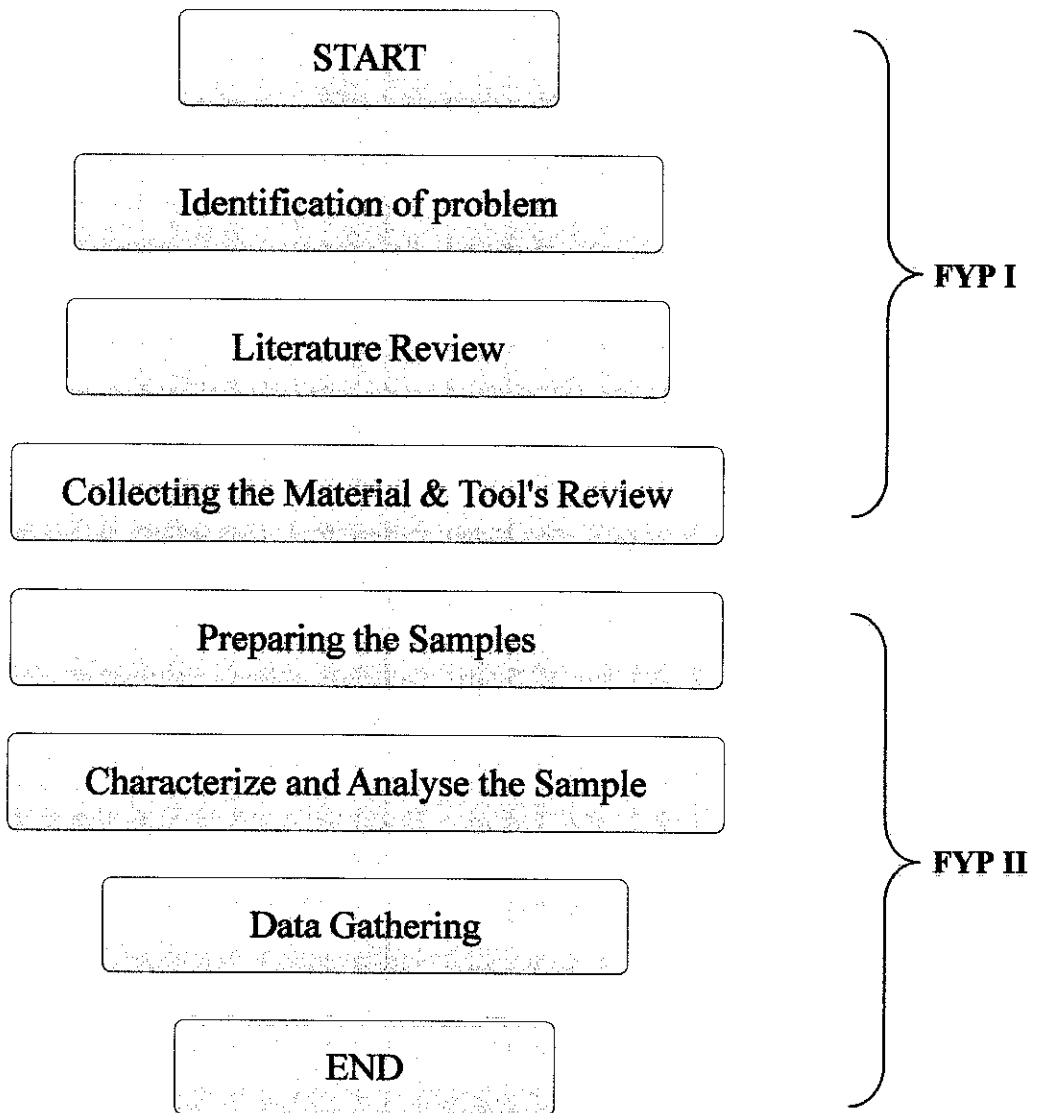 START
Identification of problem
Literature Review
Collecting the Material & Tool's Review
FYP I
Preparing the Samples
Characterize and Analyse the Sample
Data Gathering
END
FYP II